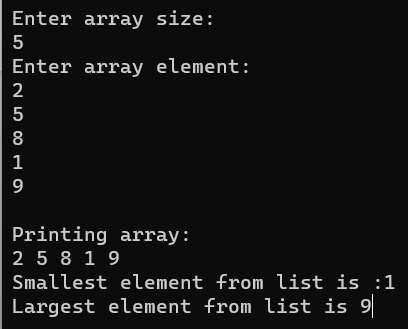 Enter array size:
5
Enter array element:
2
5
8
1
9
Printing array:
2 5 8 1 9
Smallest element from list is :1
Largest element from list is 9